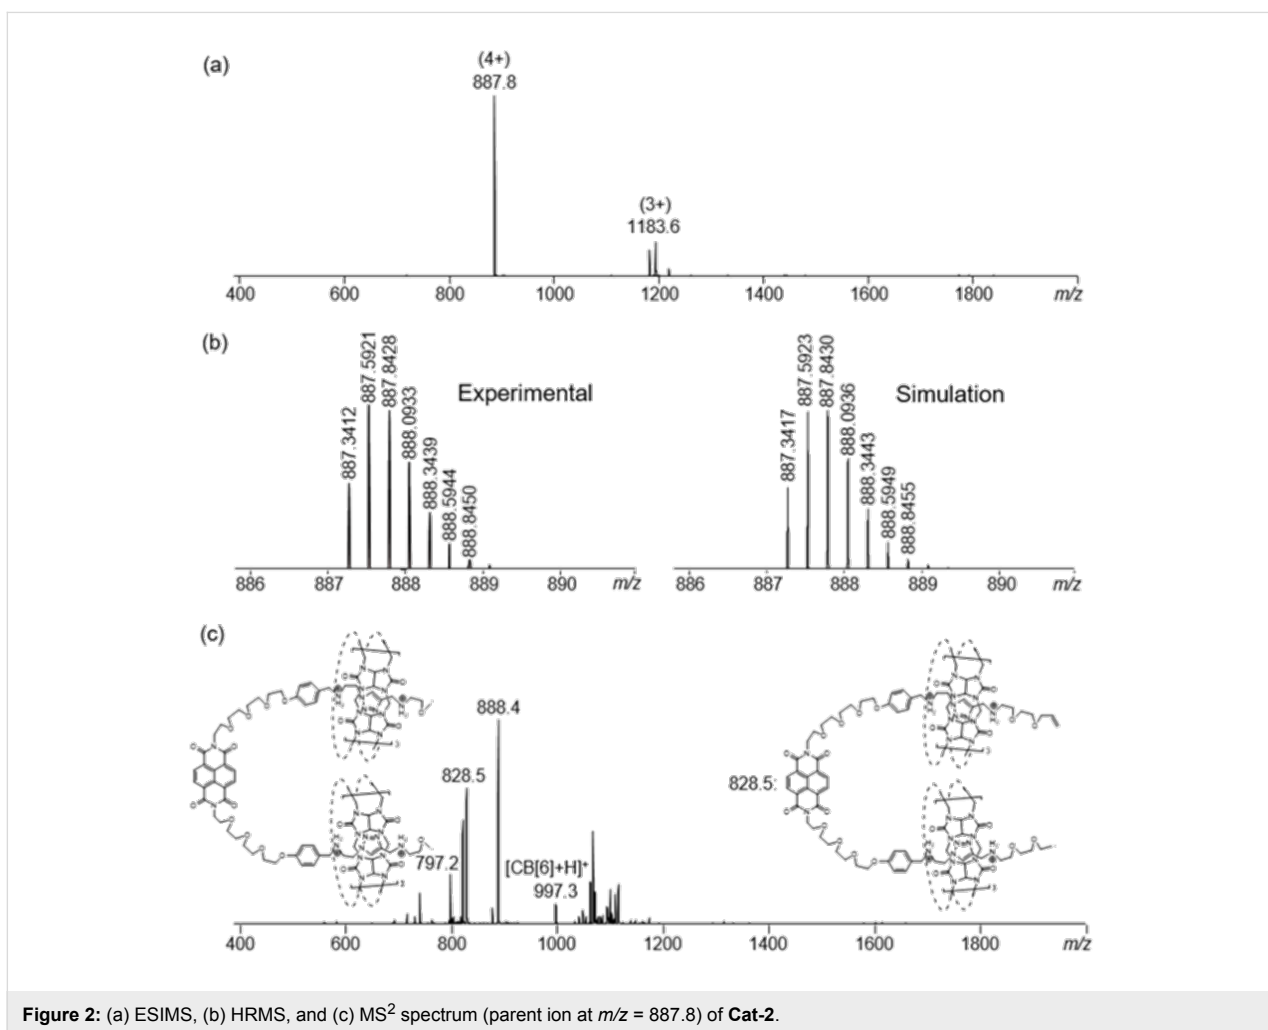 (a)
(4+)
887.8
(3+)
1183.6
400 600 800 1000 1200 1400 1600 1800 m/z
(b)
887.3412 887.5921 887.8428 888.0933 888.3439 888.5944 888.8450
Experimental
886 887 888 889 890 m/z
887.3417 887.5923 887.8430 888.0936 888.3443 888.5949 888.8455
Simulation
886 887 888 889 890 m/z
(c)
888.4
828.5
797.2
[CB[6]+H]⁺
997.3
828.5:
400 600 800 1000 1200 1400 1600 1800 m/z
Figure 2: (a) ESIMS, (b) HRMS, and (c) MS² spectrum (parent ion at m/z = 887.8) of Cat-2.